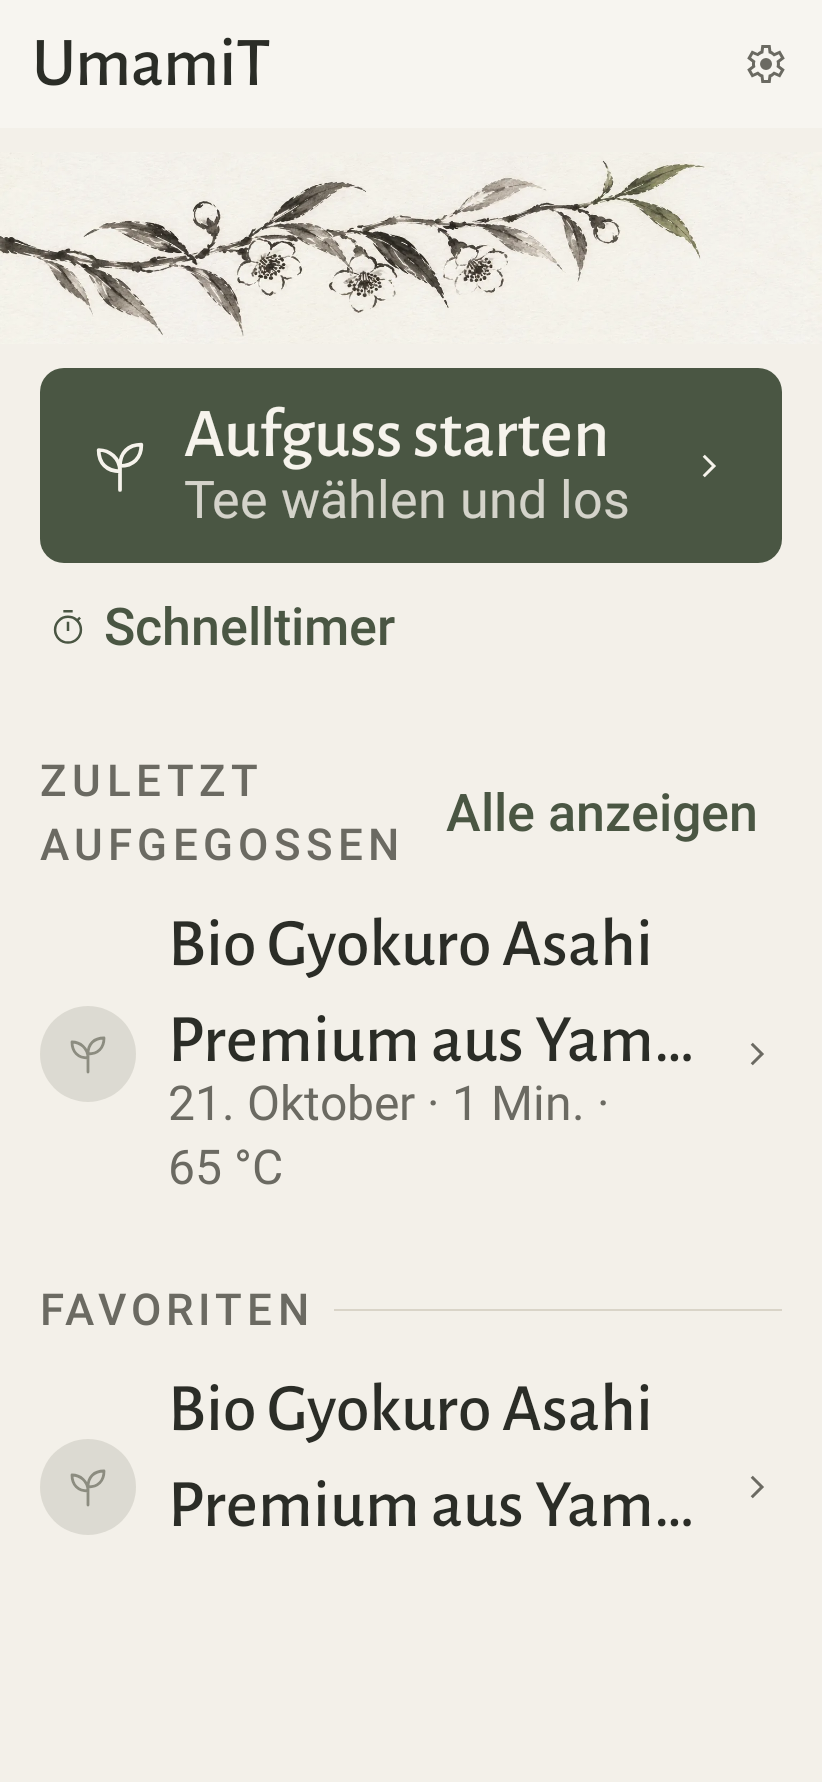 UmamiT
Aufguss starten
Tee wählen und los
Schnelltimer
ZULETZT
AUFGEGOSSEN
Alle anzeigen
Bio Gyokuro Asahi
Premium aus Yam...
21. Oktober · 1 Min. ·
65 °C
FAVORITEN
Bio Gyokuro Asahi
Premium aus Yam...